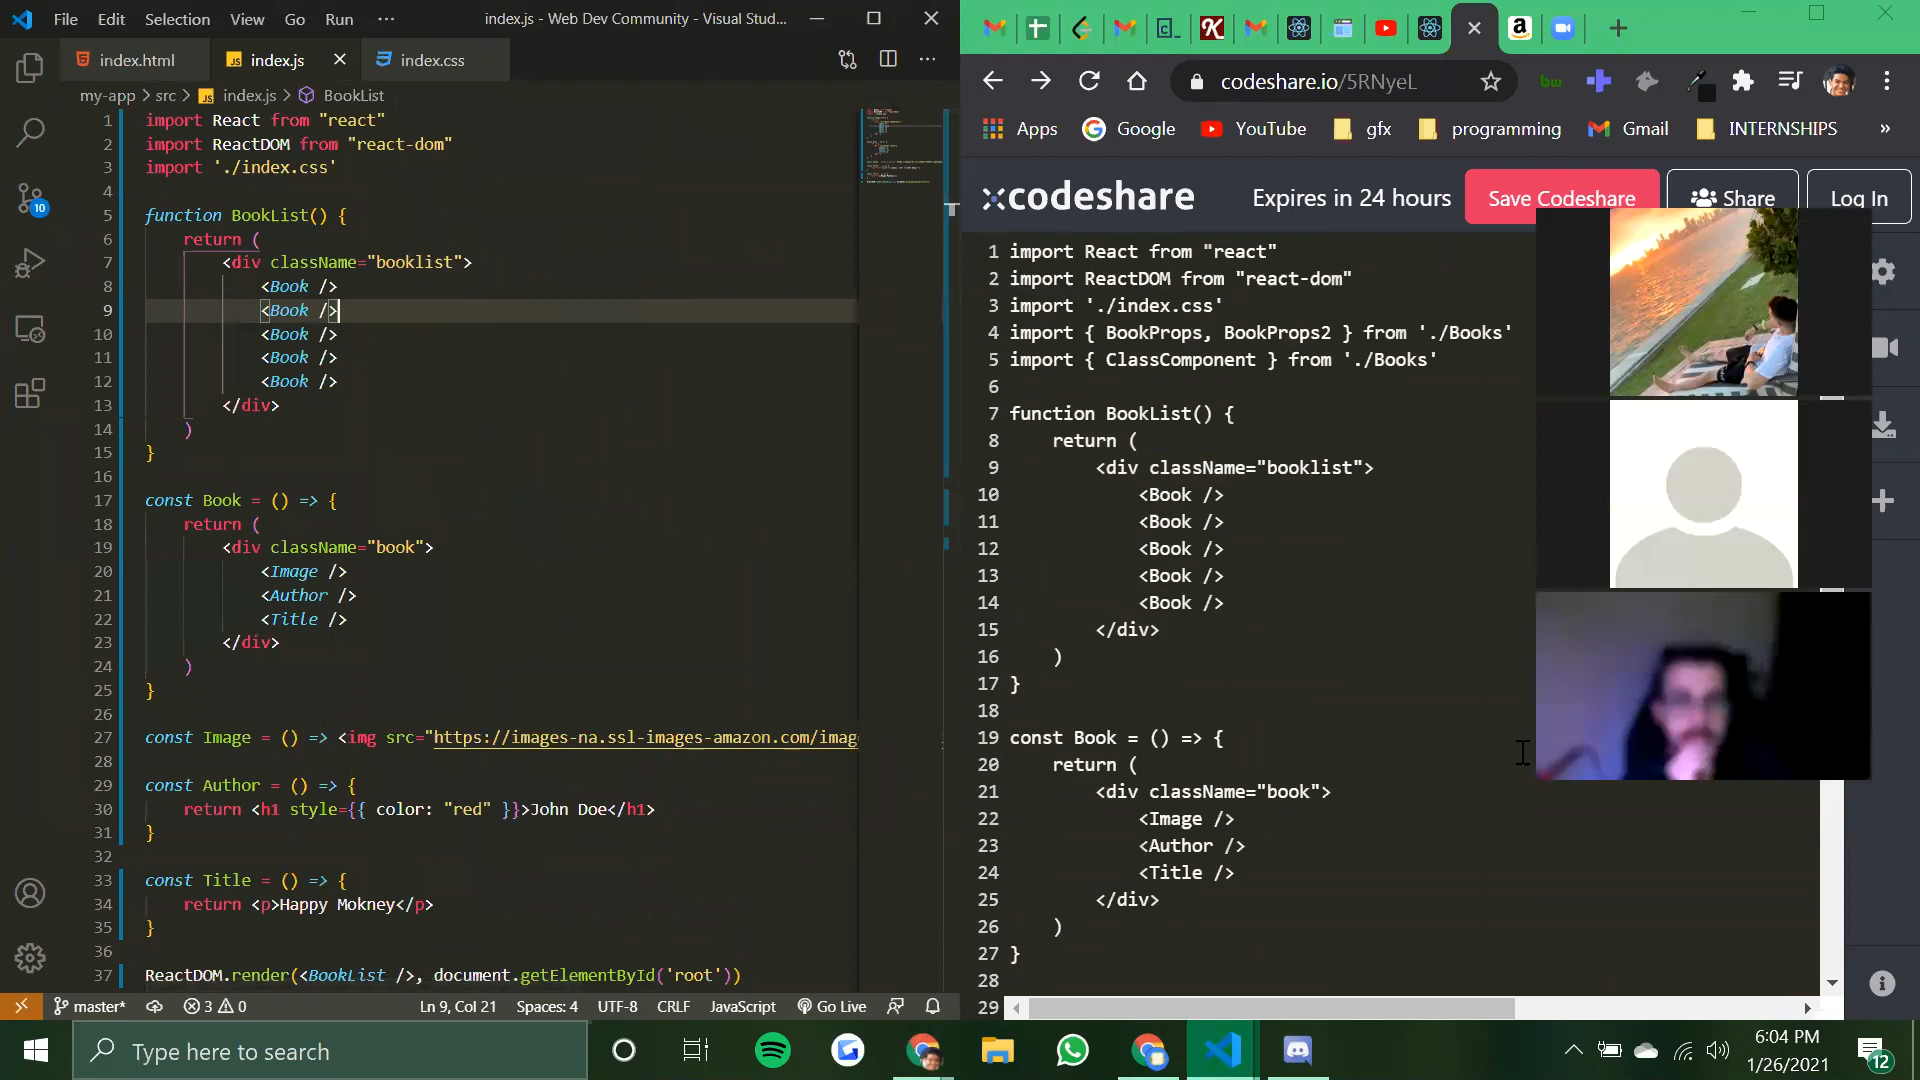 File Edit Selection View Go Run ··· index.js - Web Dev Community - Visual Stud...
index.html index.js index.css
my-app > src > JS index.js > BookList
1 import React from "react"
2 import ReactDOM from "react-dom"
3 import './index.css'
4
5 function BookList() {
6 return (
7 <div className="booklist">
8 <Book />
9 <Book />
10 <Book />
11 <Book />
12 <Book />
13 </div>
14 )
15 }
16
17 const Book = () => {
18 return (
19 <div className="book">
20 <Image />
21 <Author />
22 <Title />
23 </div>
24 )
25 }
26
27 const Image = () => <img src="https://images-na.ssl-images-amazon.com/imag
28
29 const Author = () => {
30 return <h1 style={{ color: "red" }}>John Doe</h1>
31 }
32
33 const Title = () => {
34 return <p>Happy Mokney</p>
35 }
36
37 ReactDOM.render(<BookList />, document.getElementById('root'))
10
master* 3 0 Ln 9, Col 21 Spaces: 4 UTF-8 CRLF JavaScript Go Live
codeshare.io/5RNyeL
Apps Google YouTube gfx programming Gmail INTERNSHIPS »
codeshare Expires in 24 hours Save Codeshare Share Log In
1 import React from "react"
2 import ReactDOM from "react-dom"
3 import './index.css'
4 import { BookProps, BookProps2 } from './Books'
5 import { ClassComponent } from './Books'
6
7 function BookList() {
8 return (
9 <div className="booklist">
10 <Book />
11 <Book />
12 <Book />
13 <Book />
14 <Book />
15 </div>
16 )
17 }
18
19 const Book = () => {
20 return (
21 <div className="book">
22 <Image />
23 <Author />
24 <Title />
25 </div>
26 )
27 }
28
29
Type here to search
6:04 PM
1/26/2021
12